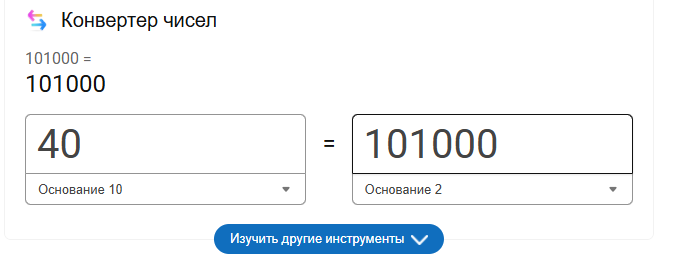 Конвертер чисел
101000 =
101000
40 = 101000
Основание 10 Основание 2
Изучить другие инструменты